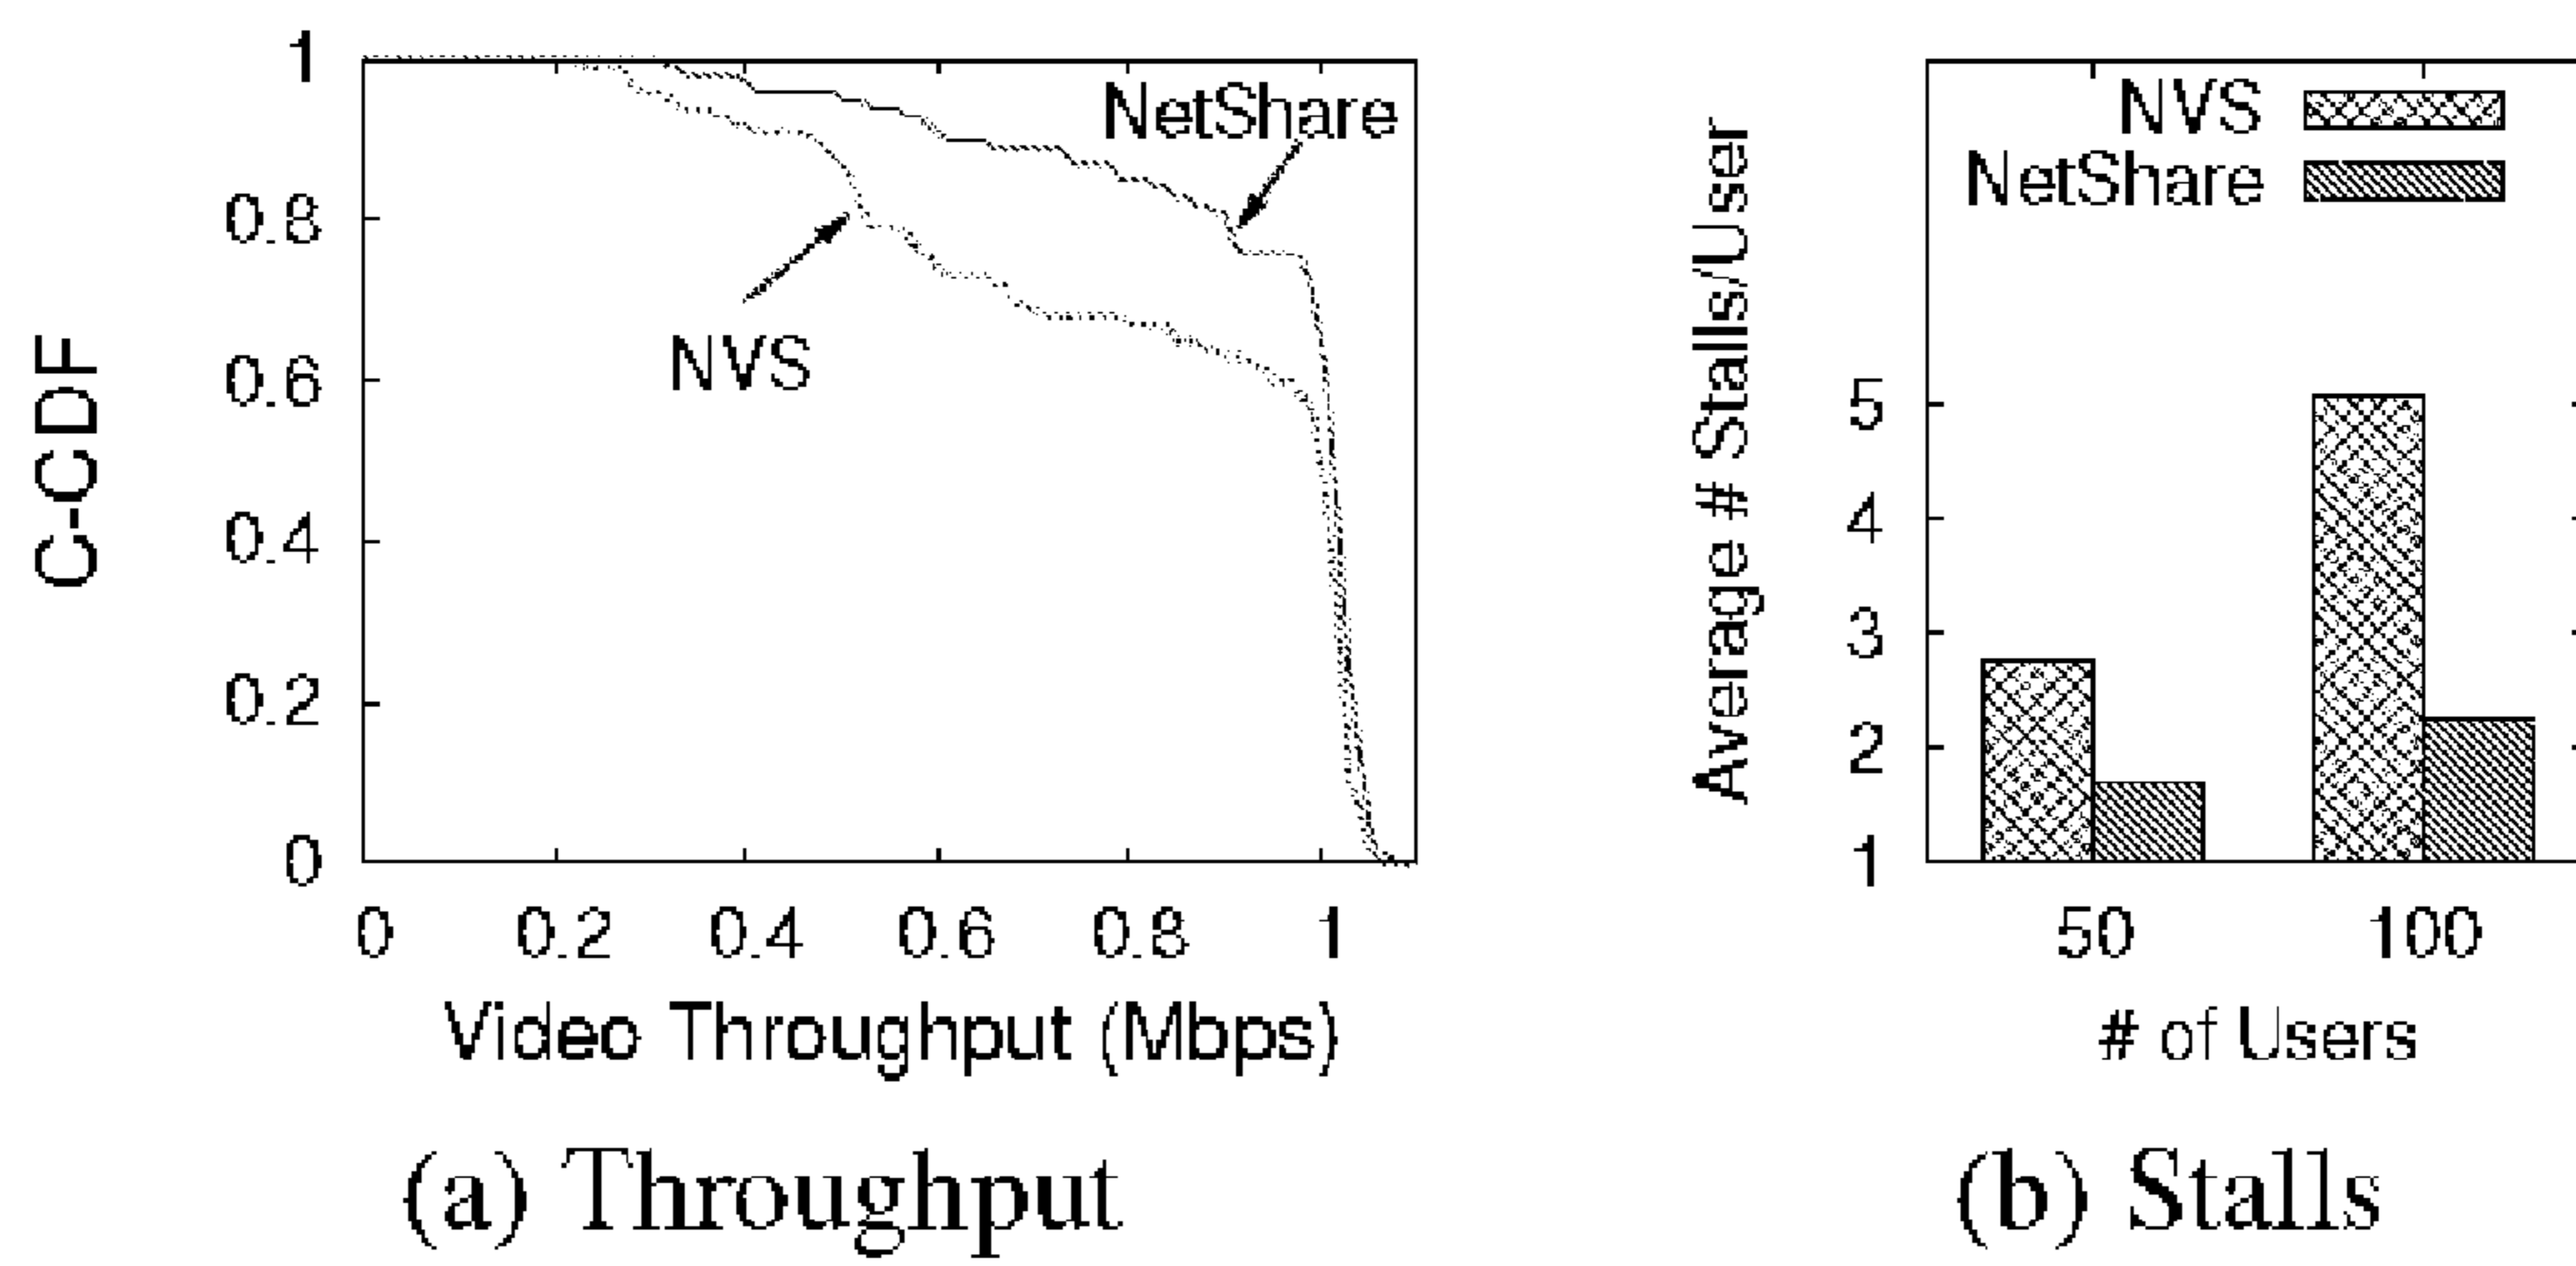 1
0.8
0.6
0.4
0.2
0
C-CDF
NetShare
NVS
0 0.2 0.4 0.6 0.8 1
Video Throughput (Mbps)
(a) Throughput
Average # Stalls/User
NVS
NetShare
5
4
3
2
1
50 100
# of Users
(b) Stalls